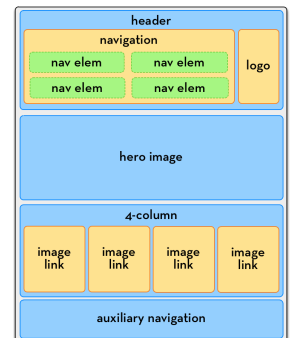 header
navigation
nav elem nav elem
logo
nav elem nav elem
hero image
4-column
image link
image link
image link
image link
auxiliary navigation